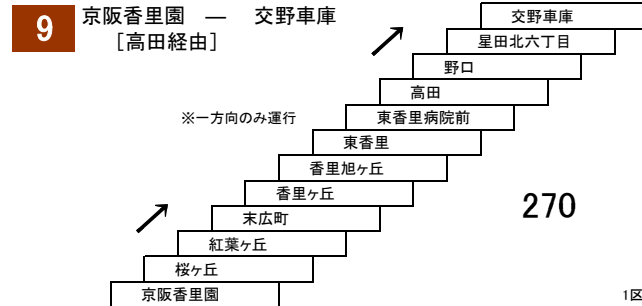 9 京阪香里園 ― 交野車庫
[高田経由]
交野車庫
星田北六丁目
野口
高田
※一方向のみ運行
東香里病院前
東香里
香里旭ヶ丘
香里ヶ丘
270
末広町
紅葉ヶ丘
桜ヶ丘
京阪香里園
1区